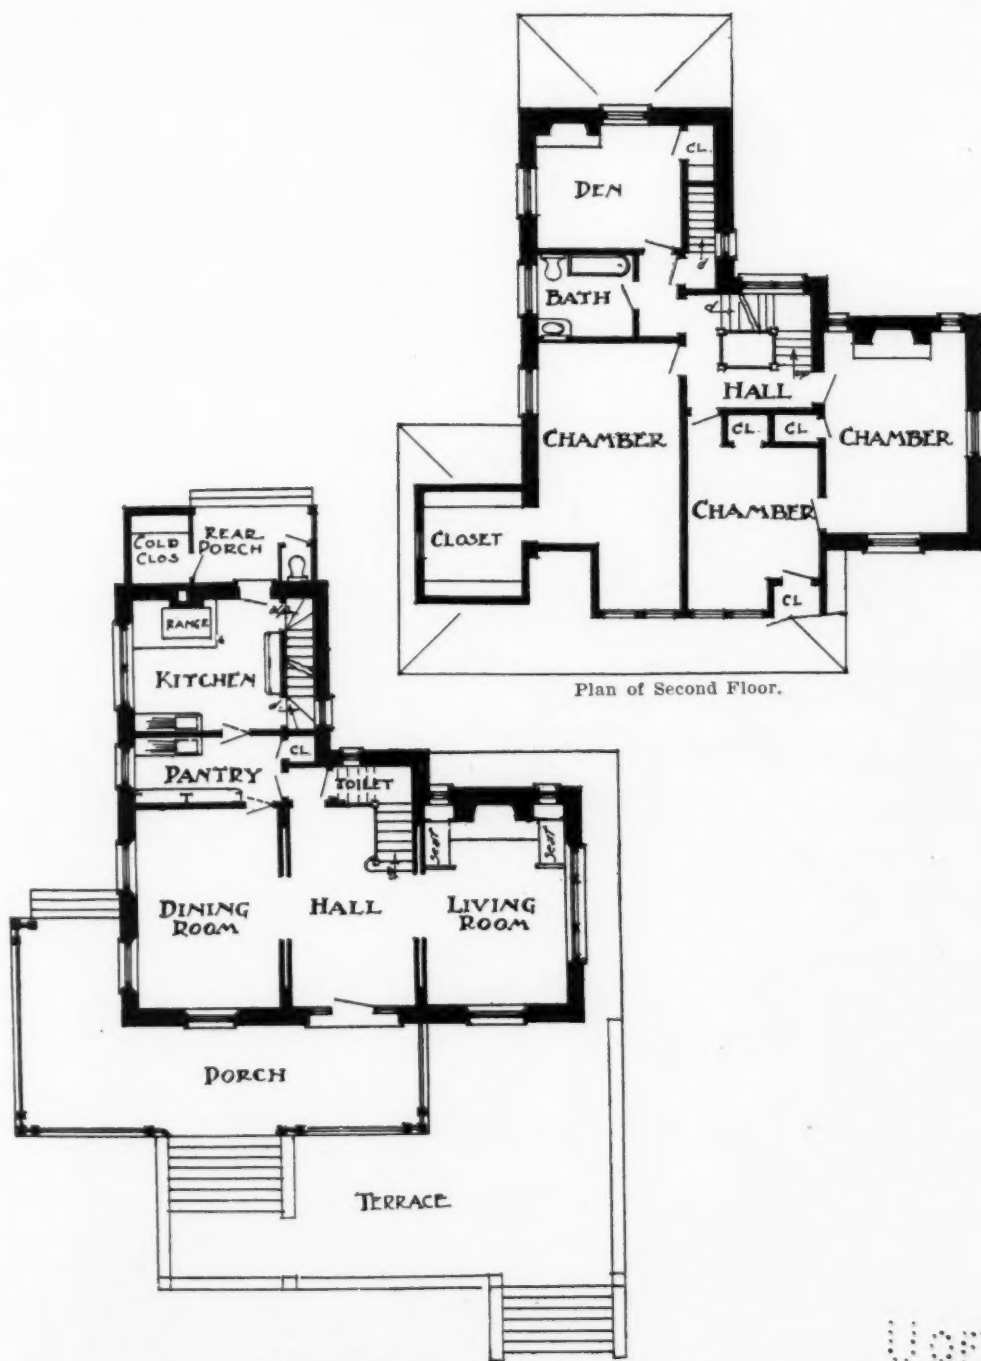 CL.
DEN
d
BATH
d
HALL
CHAMBER
CL.
CL.
CHAMBER
CHAMBER
CLOSET
CL
Plan of Second Floor.
COLD
CLOS
REAR
PORCH
RANGE
KITCHEN
d
CL.
PANTRY
TOILET
SEAT
SEAT
DINING
ROOM
HALL
LIVING
ROOM
PORCH
TERRACE